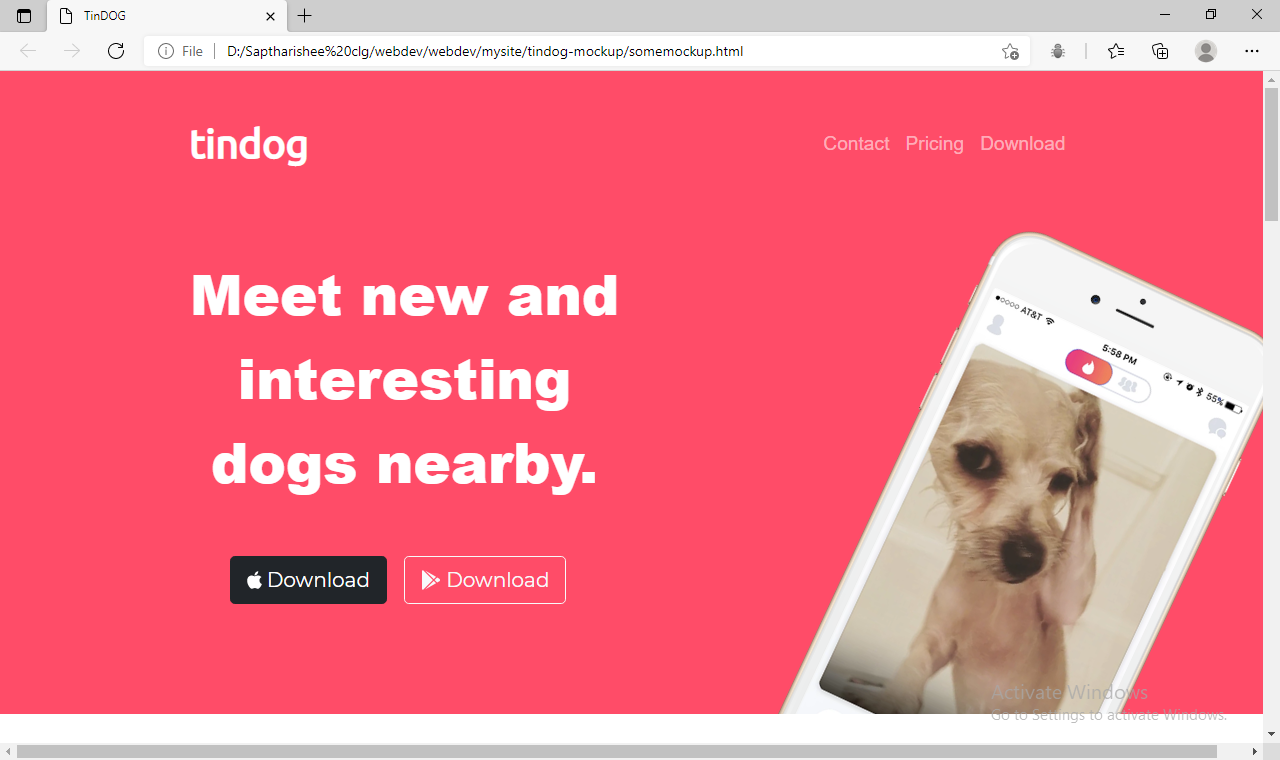 TinDOG
File
D:/Saptharishee%20clg/webdev/webdev/mysite/tindog-mockup/somemockup.html
tindog
Contact Pricing Download
Meet new and
interesting
dogs nearby.
Download Download
AT&T
5:58 PM
55%
Activate Windows
Go to Settings to activate Windows.